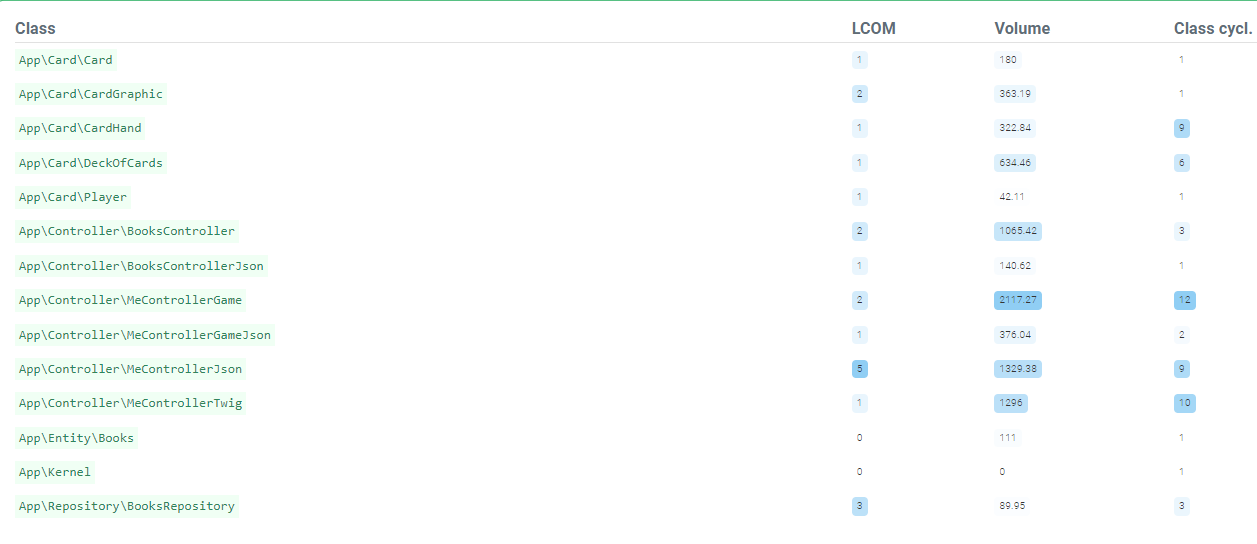 Class LCOM Volume Class cycl.
App\Card\Card 1 180 1
App\Card\CardGraphic 2 363.19 1
App\Card\CardHand 1 322.84 9
App\Card\DeckOfCards 1 634.46 6
App\Card\Player 1 42.11 1
App\Controller\BooksController 2 1065.42 3
App\Controller\BooksControllerJson 1 140.62 1
App\Controller\MeControllerGame 2 2117.27 12
App\Controller\MeControllerGameJson 1 376.04 2
App\Controller\MeControllerJson 5 1329.38 9
App\Controller\MeControllerTwig 1 1296 10
App\Entity\Books 0 111 1
App\Kernel 0 0 1
App\Repository\BooksRepository 3 89.95 3